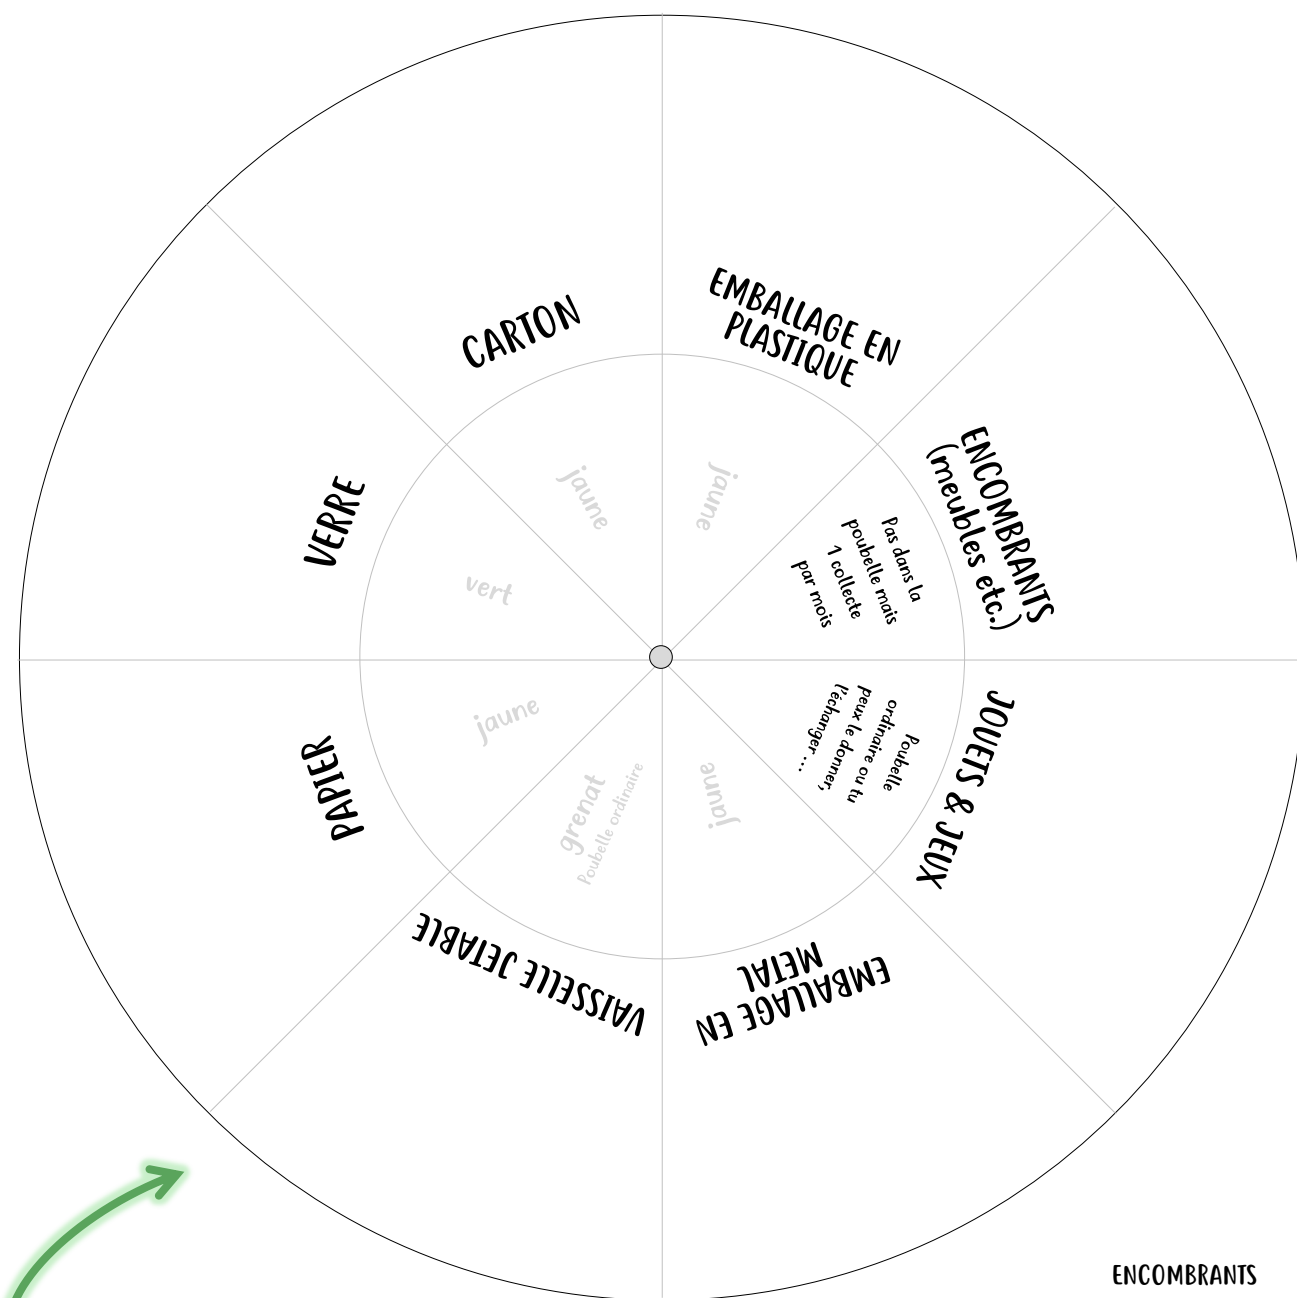 EMBALLAGE EN
PLASTIQUE
jaune
ENCOMBRANTS
(meubles etc.)
Pas dans la
poubelle mais
1 collecte
par mois
JOUETS & JEUX
Poubelle
ordinaire ou tu
peux le donner,
l'échanger ...
EMBALLAGE EN
METAL
jaune
VAISSELLE JETABLE
grenat
Poubelle ordinaire
PAPIER
jaune
VERRE
vert
CARTON
jaune
ENCOMBRANTS